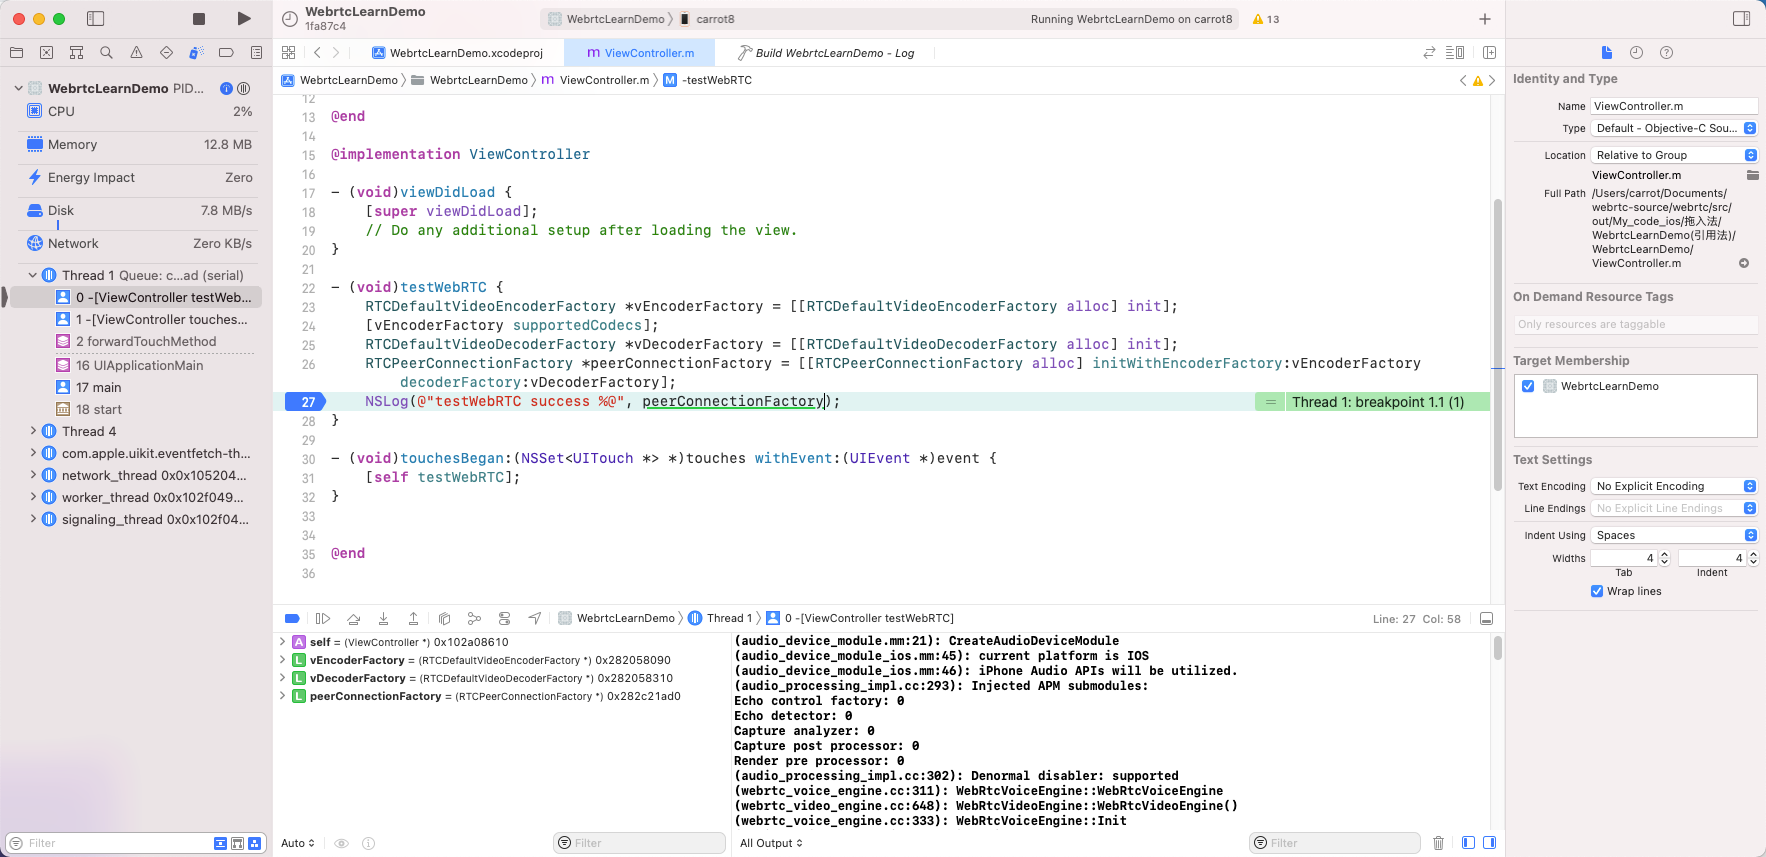 WebrtcLearnDemo
1fa87c4
WebrtcLearnDemo
carrot8
Running WebrtcLearnDemo on carrot8
13
WebrtcLearnDemo.xcodeproj
ViewController.m
Build WebrtcLearnDemo - Log
WebrtcLearnDemo
WebrtcLearnDemo
ViewController.m
M
-testWebRTC
WebrtcLearnDemo PID...
CPU
2%
Memory
12.8 MB
Energy Impact
Zero
Disk
7.8 MB/s
Network
Zero KB/s
Thread 1 Queue: c...ad (serial)
0 -[ViewController testWeb...
1 -[ViewController touches...
2 forwardTouchMethod
16 UIApplicationMain
17 main
18 start
Thread 4
com.apple.uikit.eventfetch-th...
network_thread 0x0x105204...
worker_thread 0x0x102f049...
signaling_thread 0x0x102f04...
Filter
12
13 @end
14
15 @implementation ViewController
16
17 - (void)viewDidLoad {
18 [super viewDidLoad];
19 // Do any additional setup after loading the view.
20 }
21
22 - (void)testWebRTC {
23 RTCDefaultVideoEncoderFactory *vEncoderFactory = [[RTCDefaultVideoEncoderFactory alloc] init];
24 [vEncoderFactory supportedCodecs];
25 RTCDefaultVideoDecoderFactory *vDecoderFactory = [[RTCDefaultVideoDecoderFactory alloc] init];
26 RTCPeerConnectionFactory *peerConnectionFactory = [[RTCPeerConnectionFactory alloc] initWithEncoderFactory:vEncoderFactory
decoderFactory:vDecoderFactory];
27 NSLog(@"testWebRTC success %@", peerConnectionFactory);
Thread 1: breakpoint 1.1 (1)
28 }
29
30 - (void)touchesBegan:(NSSet<UITouch *> *)touches withEvent:(UIEvent *)event {
31 [self testWebRTC];
32 }
33
34
35 @end
36
WebrtcLearnDemo
Thread 1
0 -[ViewController testWebRTC]
Line: 27 Col: 58
A self = (ViewController *) 0x102a08610
L vEncoderFactory = (RTCDefaultVideoEncoderFactory *) 0x282058090
L vDecoderFactory = (RTCDefaultVideoDecoderFactory *) 0x282058310
L peerConnectionFactory = (RTCPeerConnectionFactory *) 0x282c21ad0
Auto
Filter
(audio_device_module.mm:21): CreateAudioDeviceModule
(audio_device_module_ios.mm:45): current platform is IOS
(audio_device_module_ios.mm:46): iPhone Audio APIs will be utilized.
(audio_processing_impl.cc:293): Injected APM submodules:
Echo control factory: 0
Echo detector: 0
Capture analyzer: 0
Capture post processor: 0
Render pre processor: 0
(audio_processing_impl.cc:302): Denormal disabler: supported
(webrtc_voice_engine.cc:311): WebRtcVoiceEngine::WebRtcVoiceEngine
(webrtc_video_engine.cc:648): WebRtcVideoEngine::WebRtcVideoEngine()
(webrtc_voice_engine.cc:333): WebRtcVoiceEngine::Init
All Output
Filter
Identity and Type
Name ViewController.m
Type Default - Objective-C Sou...
Location Relative to Group
ViewController.m
Full Path /Users/carrot/Documents/
webrtc-source/webrtc/src/
out/My_code_ios/拖入法/
WebrtcLearnDemo(引用法)/
WebrtcLearnDemo/
ViewController.m
On Demand Resource Tags
Only resources are taggable
Target Membership
WebrtcLearnDemo
Text Settings
Text Encoding No Explicit Encoding
Line Endings No Explicit Line Endings
Indent Using Spaces
Widths 4 4
Tab Indent
Wrap lines